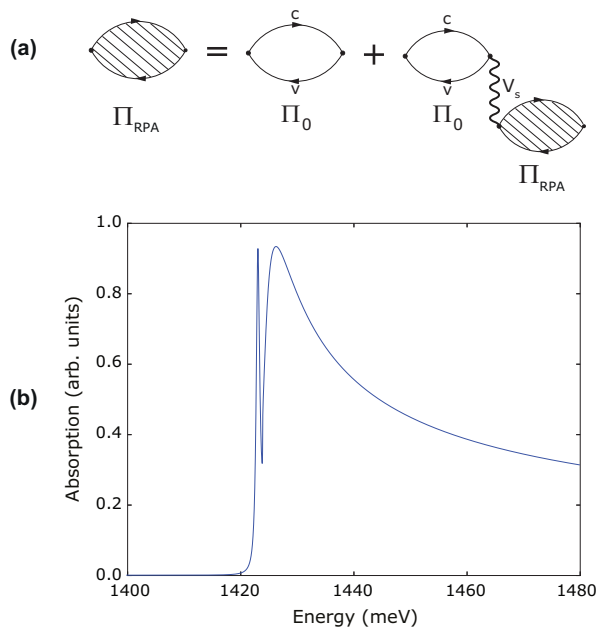 (a)
=
+
c
v
c
v
V_s
Π_RPA
Π_0
Π_0
Π_RPA
(b)
Absorption (arb. units)
1.0
0.8
0.6
0.4
0.2
0.0
1400 1420 1440 1460 1480
Energy (meV)